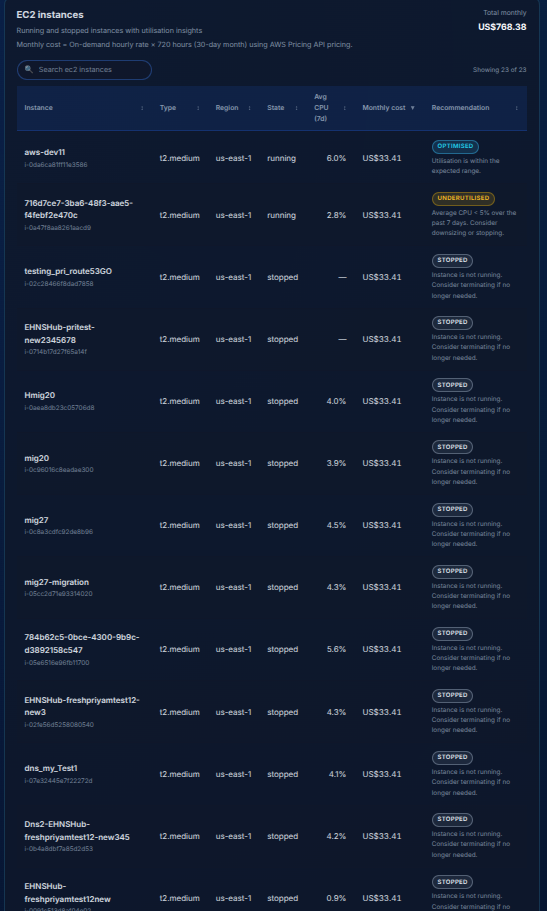 EC2 instances
Total monthly
Running and stopped instances with utilisation insights
US$768.38
Monthly cost = On-demand hourly rate × 720 hours (30-day month) using AWS Pricing API pricing.
Search ec2 instances
Showing 23 of 23
Instance Type Region State Avg CPU (7d) Monthly cost ▼ Recommendation
aws-dev11 t2.medium us-east-1 running 6.0% US$33.41 OPTIMISED
i-0da6ca81f1f11e3586
Utilisation is within the
expected range.
716d7ce7-3ba6-48f3-aae5-
f4febf2e470c t2.medium us-east-1 running 2.8% US$33.41 UNDERUTILISED
i-0a47f8aa8261aacd9
Average CPU < 5% over the
past 7 days. Consider
downsizing or stopping.
testing_pri_route53GO t2.medium us-east-1 stopped — US$33.41 STOPPED
i-02c28466f8dad7858
Instance is not running.
Consider terminating if no
longer needed.
EHNSHub-pritest-
new2345678 t2.medium us-east-1 stopped — US$33.41 STOPPED
i-0714b17d27f65a14f
Instance is not running.
Consider terminating if no
longer needed.
Hmig20 t2.medium us-east-1 stopped 4.0% US$33.41 STOPPED
i-0aea8db23c05706d8
Instance is not running.
Consider terminating if no
longer needed.
mig20 t2.medium us-east-1 stopped 3.9% US$33.41 STOPPED
i-0c96016c8eadae300
Instance is not running.
Consider terminating if no
longer needed.
mig27 t2.medium us-east-1 stopped 4.5% US$33.41 STOPPED
i-0c8a3cdfc92de8b96
Instance is not running.
Consider terminating if no
longer needed.
mig27-migration t2.medium us-east-1 stopped 4.3% US$33.41 STOPPED
i-05cc2d71e83314020
Instance is not running.
Consider terminating if no
longer needed.
784b62c5-0bce-4300-9b9c-
d3892158c547 t2.medium us-east-1 stopped 5.6% US$33.41 STOPPED
i-05e6516e96fb11700
Instance is not running.
Consider terminating if no
longer needed.
EHNSHub-freshpriyamtest12-
new3 t2.medium us-east-1 stopped 4.3% US$33.41 STOPPED
i-021e56d5258080540
Instance is not running.
Consider terminating if no
longer needed.
dns_my_Test1 t2.medium us-east-1 stopped 4.1% US$33.41 STOPPED
i-07e32445e7f22272d
Instance is not running.
Consider terminating if no
longer needed.
Dns2-EHNSHub-
freshpriyamtest12-new345 t2.medium us-east-1 stopped 4.2% US$33.41 STOPPED
i-0b4a8dbf7a85d2d53
Instance is not running.
Consider terminating if no
longer needed.
EHNSHub-
freshpriyamtest12new t2.medium us-east-1 stopped 0.9% US$33.41 STOPPED
Instance is not running.
Consider terminating if no
longer needed.